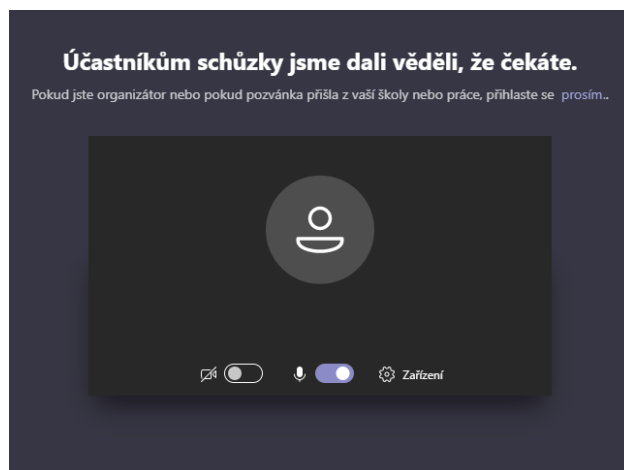 Účastníkům schůzky jsme dali věděli, že čekáte.
Pokud jste organizátor nebo pokud pozvánka přišla z vaší školy nebo práce, přihlaste se prosím..
Zařízení